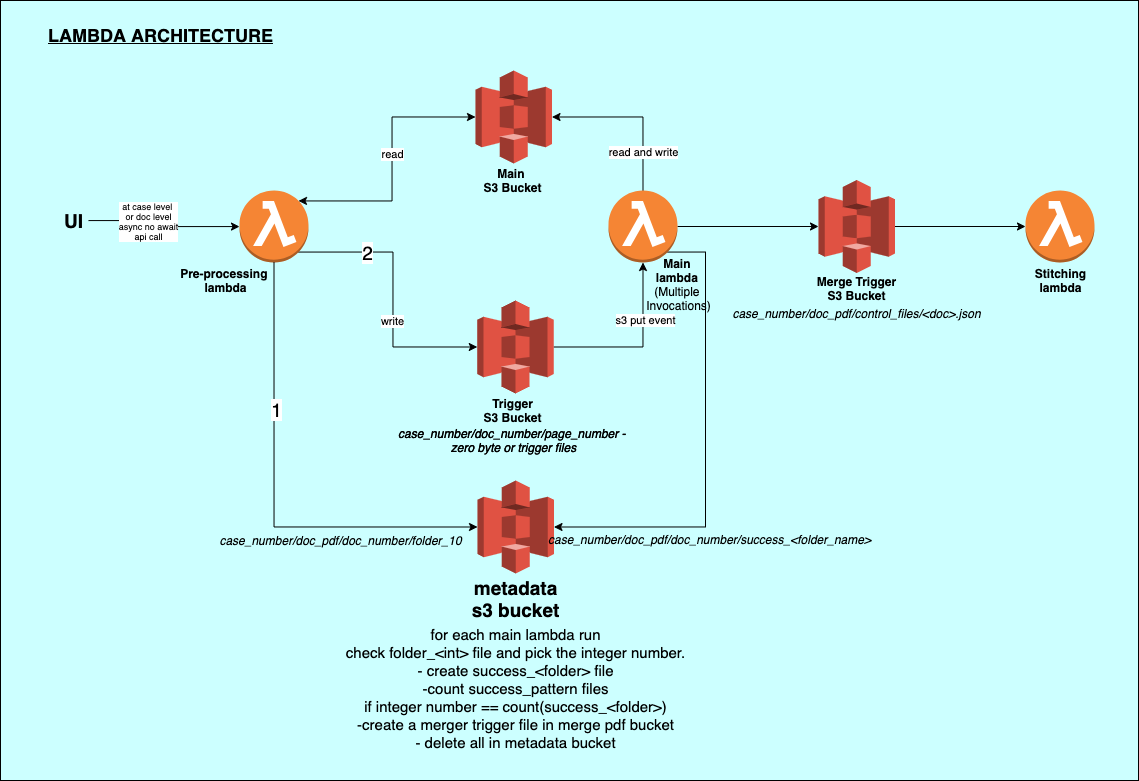 LAMBDA ARCHITECTURE
read
Main
S3 Bucket
read and write
UI
at case level
or doc level
async no await
api call
Pre-processing
lambda
2
write
Main
lambda
(Multiple
Invocations)
s3 put event
Merge Trigger
S3 Bucket
case_number/doc_pdf/control_files/<doc>.json
Stitching
lambda
1
Trigger
S3 Bucket
case_number/doc_number/page_number -
zero byte or trigger files
case_number/doc_pdf/doc_number/folder_10
case_number/doc_pdf/doc_number/success_<folder_name>
metadata
s3 bucket
for each main lambda run
check folder_<int> file and pick the integer number.
- create success_<folder> file
-count success_pattern files
if integer number == count(success_<folder>)
-create a merger trigger file in merge pdf bucket
- delete all in metadata bucket